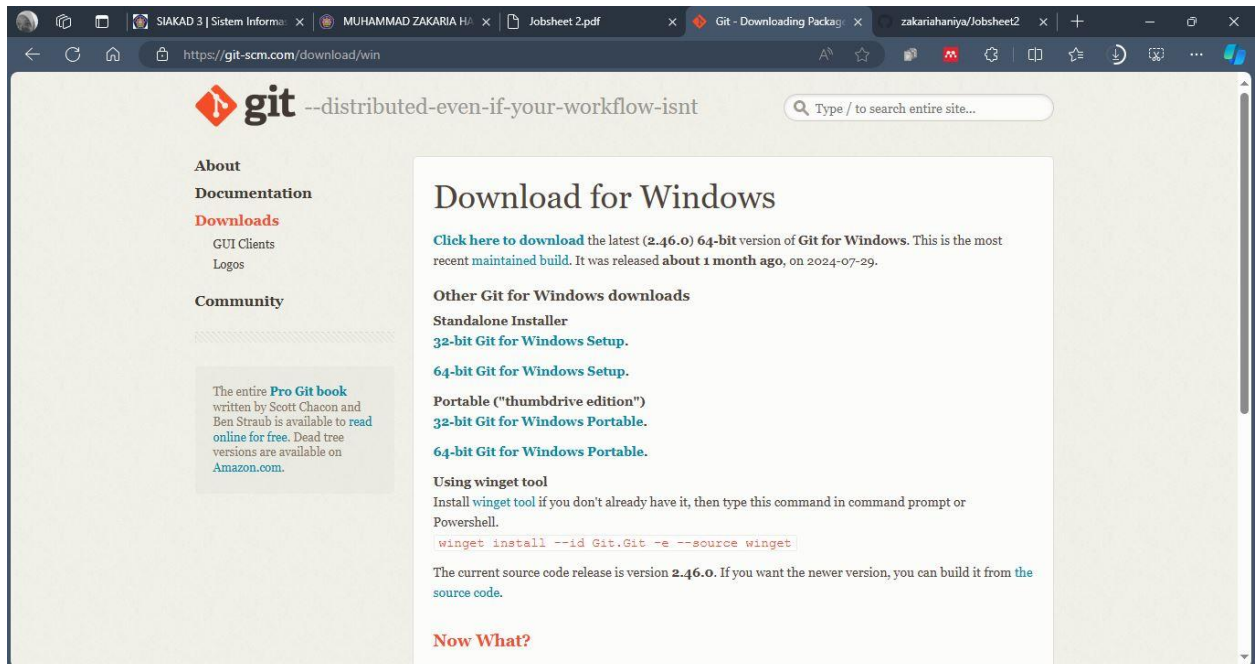 SIAKAD 3 | Sistem Informa
MUHAMMAD ZAKARIA HA
Jobsheet 2.pdf
Git - Downloading Packag
zakariahaniya/Jobsheet2
https://git-scm.com/download/win
git --distributed-even-if-your-workflow-isnt
Type / to search entire site...
About
Documentation
Downloads
GUI Clients
Logos
Community
The entire Pro Git book
written by Scott Chacon and
Ben Straub is available to read
online for free. Dead tree
versions are available on
Amazon.com.
Download for Windows
Click here to download the latest (2.46.0) 64-bit version of Git for Windows. This is the most
recent maintained build. It was released about 1 month ago, on 2024-07-29.
Other Git for Windows downloads
Standalone Installer
32-bit Git for Windows Setup.
64-bit Git for Windows Setup.
Portable ("thumbdrive edition")
32-bit Git for Windows Portable.
64-bit Git for Windows Portable.
Using winget tool
Install winget tool if you don't already have it, then type this command in command prompt or
Powershell.
winget install --id Git.Git -e --source winget
The current source code release is version 2.46.0. If you want the newer version, you can build it from the
source code.
Now What?